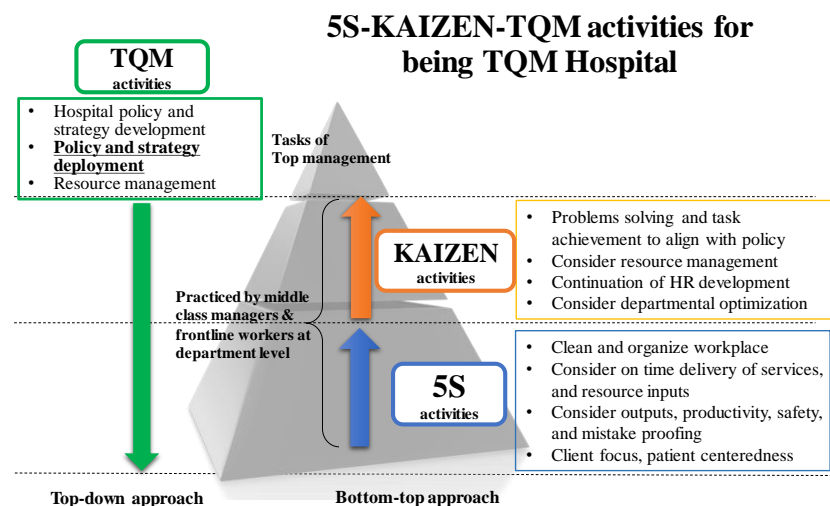 5S-KAIZEN-TQM activities for
being TQM Hospital
TQM
activities
• Hospital policy and
strategy development
• Policy and strategy
deployment
• Resource management
Tasks of
Top management
KAIZEN
activities
• Problems solving and task
achievement to align with policy
• Consider resource management
• Continuation of HR development
• Consider departmental optimization
Practiced by middle
class managers &
frontline workers at
department level
5S
activities
• Clean and organize workplace
• Consider on time delivery of services,
and resource inputs
• Consider outputs, productivity, safety,
and mistake proofing
• Client focus, patient centeredness
Top-down approach
Bottom-top approach